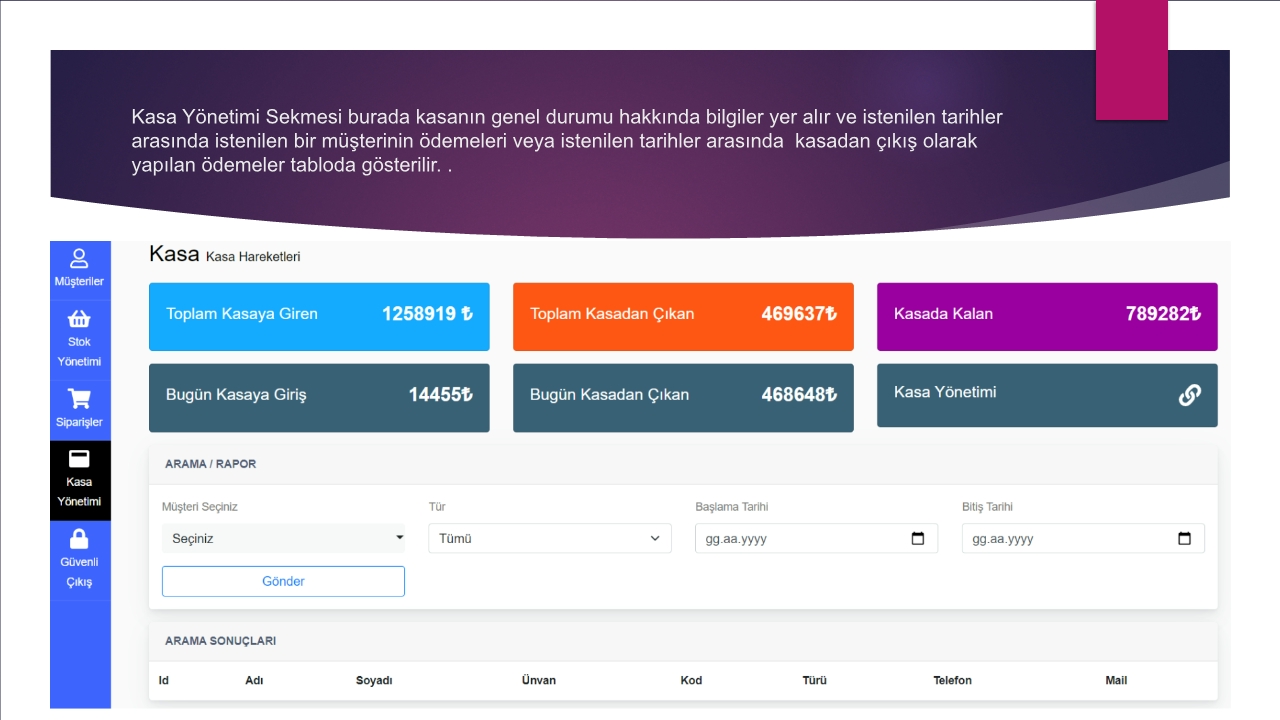 Kasa Yönetimi Sekmesi burada kasanın genel durumu hakkında bilgiler yer alır ve istenilen tarihler
arasında istenilen bir müşterinin ödemeleri veya istenilen tarihler arasında  kasadan çıkış olarak
yapılan ödemeler tabloda gösterilir. .
Müşteriler
Stok
Yönetimi
Siparişler
Kasa
Yönetimi
Güvenli
Çıkış
Kasa Kasa Hareketleri
Toplam Kasaya Giren 1258919 ₺
Toplam Kasadan Çıkan 469637₺
Kasada Kalan 789282₺
Bugün Kasaya Giriş 14455₺
Bugün Kasadan Çıkan 468648₺
Kasa Yönetimi
ARAMA / RAPOR
Müşteri Seçiniz Tür Başlama Tarihi Bitiş Tarihi
Seçiniz Tümü gg.aa.yyyy gg.aa.yyyy
Gönder
ARAMA SONUÇLARI
Id Adı Soyadı Ünvan Kod Türü Telefon Mail